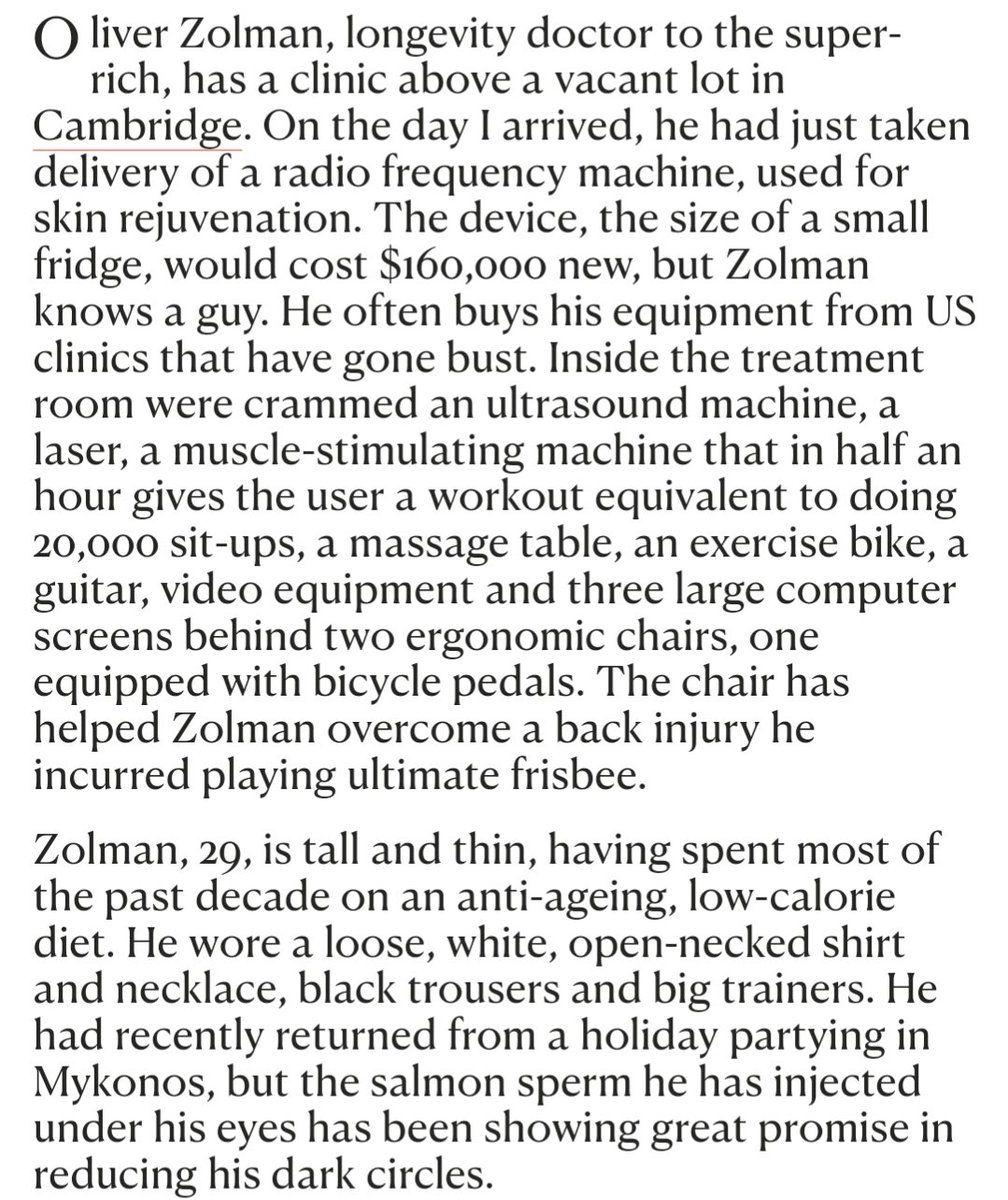 Oliver Zolman, longevity doctor to the super-
rich, has a clinic above a vacant lot in
Cambridge. On the day I arrived, he had just taken
delivery of a radio frequency machine, used for
skin rejuvenation. The device, the size of a small
fridge, would cost $160,000 new, but Zolman
knows a guy. He often buys his equipment from US
clinics that have gone bust. Inside the treatment
room were crammed an ultrasound machine, a
laser, a muscle-stimulating machine that in half an
hour gives the user a workout equivalent to doing
20,000 sit-ups, a massage table, an exercise bike, a
guitar, video equipment and three large computer
screens behind two ergonomic chairs, one
equipped with bicycle pedals. The chair has
helped Zolman overcome a back injury he
incurred playing ultimate frisbee.
Zolman, 29, is tall and thin, having spent most of
the past decade on an anti-ageing, low-calorie
diet. He wore a loose, white, open-necked shirt
and necklace, black trousers and big trainers. He
had recently returned from a holiday partying in
Mykonos, but the salmon sperm he has injected
under his eyes has been showing great promise in
reducing his dark circles.